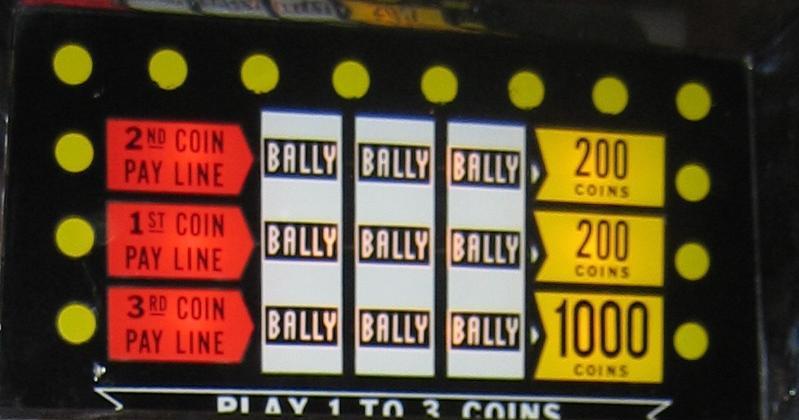 2ND COIN
PAY LINE
BALLY BALLY BALLY
200
COINS
1ST COIN
PAY LINE
BALLY BALLY BALLY
200
COINS
3RD COIN
PAY LINE
BALLY BALLY BALLY
1000
COINS
PLAY 1 TO 3 COINS